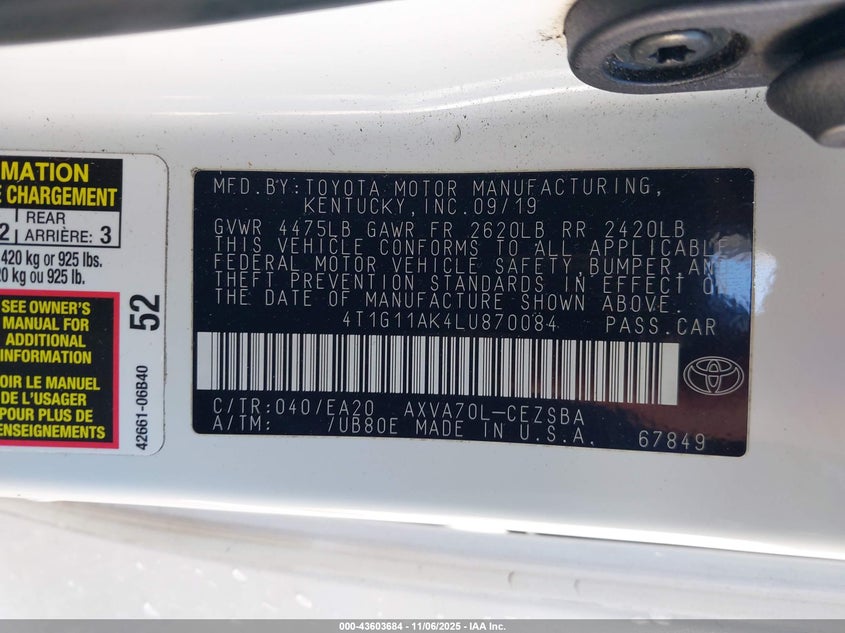 MATION
E CHARGEMENT
2 REAR 3
ARRIÈRE:
420 kg or 925 lbs.
20 kg ou 925 lb.
SEE OWNER'S
MANUAL FOR
ADDITIONAL
INFORMATION
OIR LE MANUEL
DE L'USAGER
POUR PLUS DE
RENSEIGNEMENTS
52
42661-06B40
MFD.BY:TOYOTA MOTOR MANUFACTURING,
KENTUCKY,INC.09/19
GVWR 4475LB GAWR FR 2620LB RR 2420LB
THIS VEHICLE CONFORMS TO ALL APPLICABLE
FEDERAL MOTOR VEHICLE SAFETY,BUMPER,AND
THEFT PREVENTION STANDARDS IN EFFECT ON
THE DATE OF MANUFACTURE SHOWN ABOVE.
4T1G11AK4LU870084 PASS.CAR
C/TR:040/EA20 AXVA70L-CEZSBA
A/TM: /UB80E MADE IN U.S.A. 67849
000-43603684 - 11/06/2025 - IAA Inc.